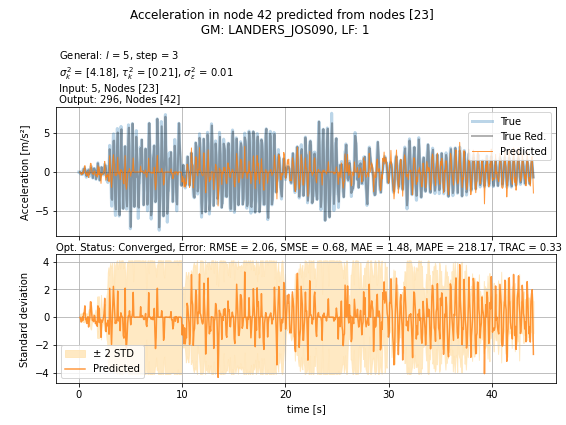 Acceleration in node 42 predicted from nodes [23]
GM: LANDERS_JOS090, LF: 1
General: l = 5, step = 3
σ²ₖ = [4.18], τ²ₖ = [0.21], σ²ₑ = 0.01
Input: 5, Nodes [23]
Output: 296, Nodes [42]
Acceleration [m/s²]
5
0
−5
True
True Red.
Predicted
Opt. Status: Converged, Error: RMSE = 2.06, SMSE = 0.68, MAE = 1.48, MAPE = 218.17, TRAC = 0.33
Standard deviation
4
2
0
−2
−4
± 2 STD
Predicted
0 10 20 30 40
time [s]